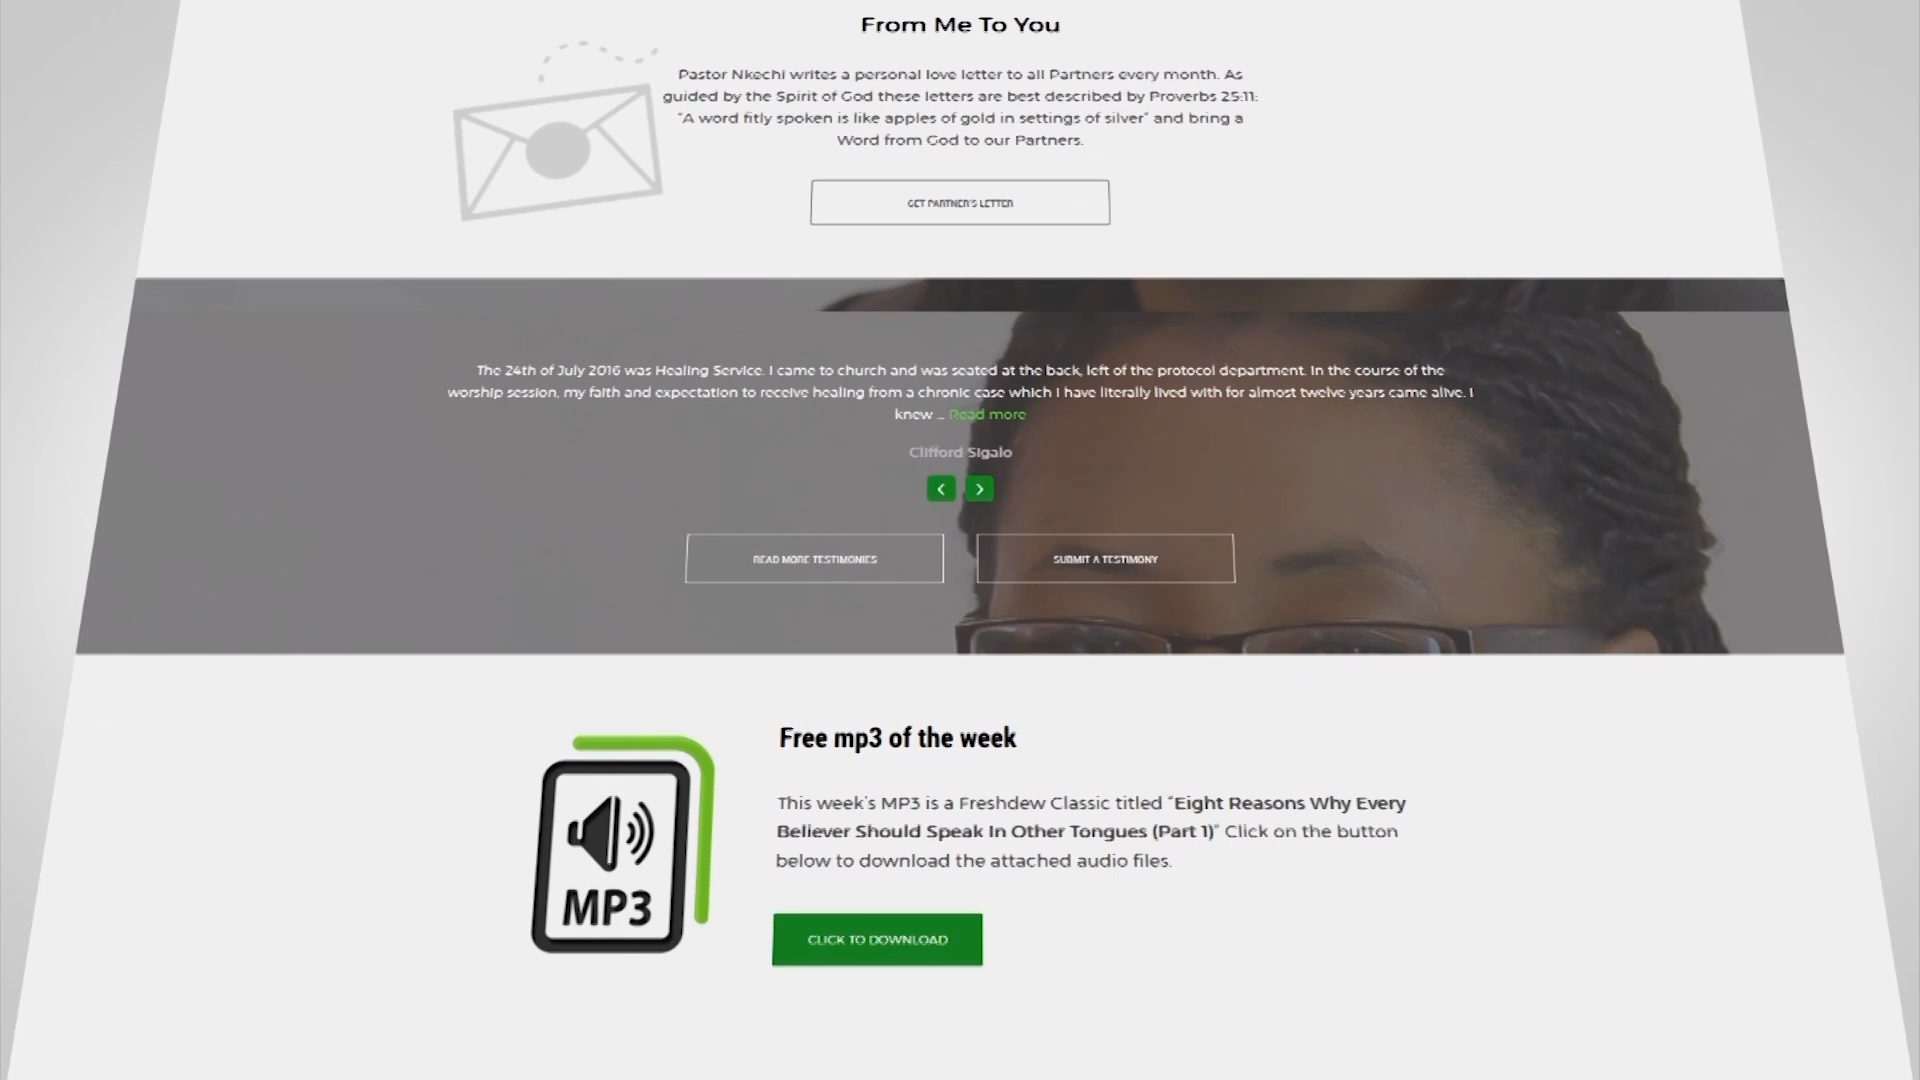 From Me To You
Pastor Nkechi writes a personal love letter to all Partners every month. As
guided by the Spirit of God these letters are best described by Proverbs 25:11:
"A word fitly spoken is like apples of gold in settings of silver" and bring a
Word from God to our Partners.
GET PARTNER'S LETTER
The 24th of July 2016 was Healing Service. I came to church and was seated at the back, left of the protocol department. In the course of the
worship session, my faith and expectation to receive healing from a chronic case which I have literally lived with for almost twelve years came alive. I
knew ... Read more
Clifford Sigalo
READ MORE TESTIMONIES
SUBMIT A TESTIMONY
Free mp3 of the week
This week's MP3 is a Freshdew Classic titled "Eight Reasons Why Every
Believer Should Speak In Other Tongues (Part 1)" Click on the button
below to download the attached audio files.
MP3
CLICK TO DOWNLOAD